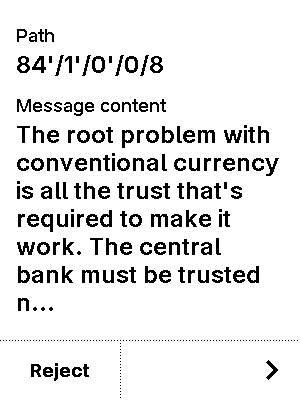 Path
84'/1'/0'/0/8
Message content
The root problem with
conventional currency
is all the trust that's
required to make it
work. The central
bank must be trusted
n...
Reject